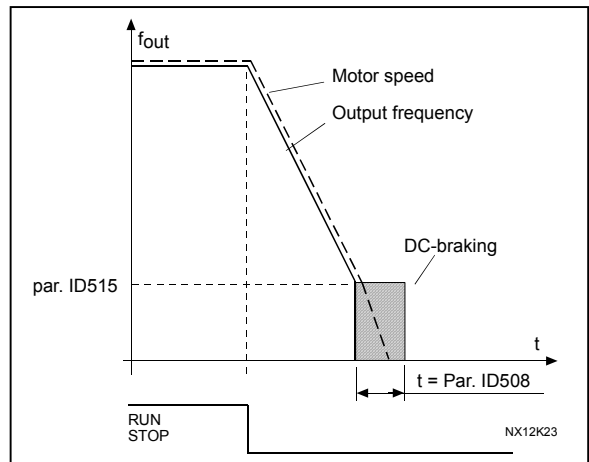 fout
Motor speed
Output frequency
DC-braking
par. ID515
t
t = Par. ID508
RUN
STOP
NX12K23